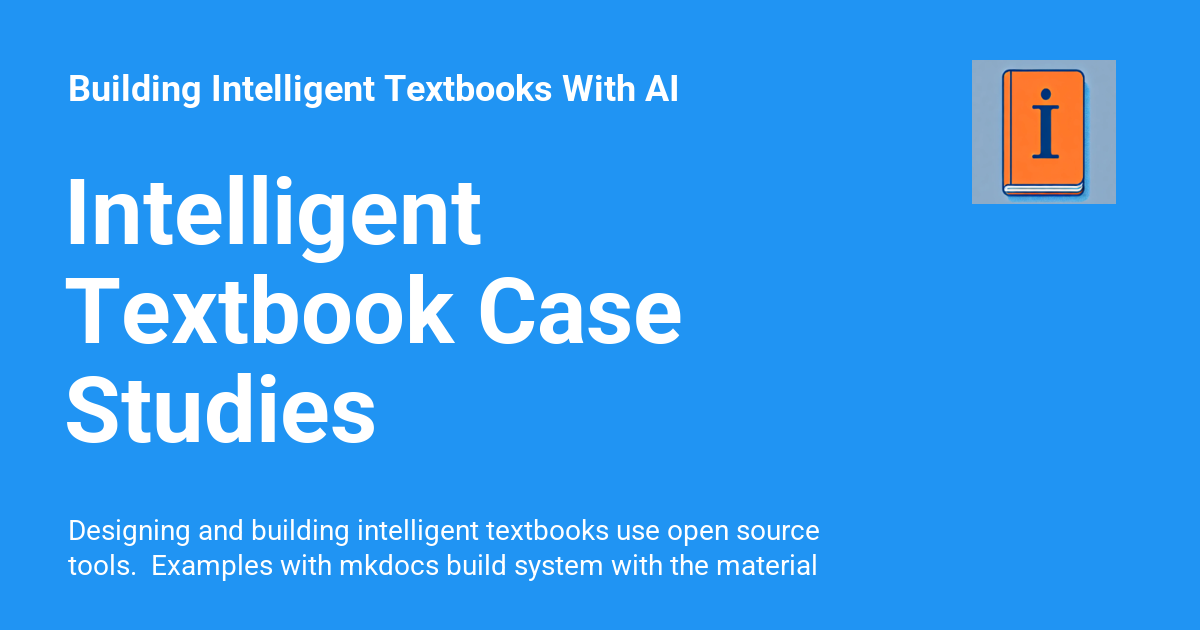 Building Intelligent Textbooks With AI
i
Intelligent
Textbook Case
Studies
Designing and building intelligent textbooks use open source
tools.  Examples with mkdocs build system with the material